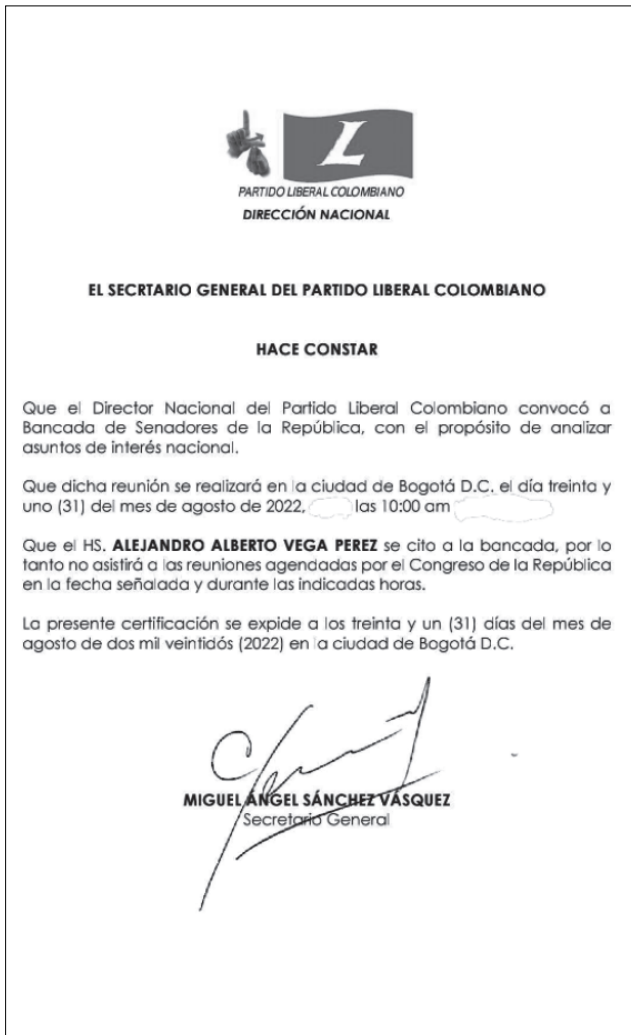 L
PARTIDO LIBERAL COLOMBIANO
DIRECCIÓN NACIONAL
EL SECRTARIO GENERAL DEL PARTIDO LIBERAL COLOMBIANO
HACE CONSTAR
Que el Director Nacional del Partido Liberal Colombiano convocó a
Bancada de Senadores de la República, con el propósito de analizar
asuntos de interés nacional.
Que dicha reunión se realizará en la ciudad de Bogotá D.C. el día treinta y
uno (31) del mes de agosto de 2022, las 10:00 am
Que el HS. ALEJANDRO ALBERTO VEGA PEREZ se cito a la bancada, por lo
tanto no asistirá a las reuniones agendadas por el Congreso de la República
en la fecha señalada y durante las indicadas horas.
La presente certificación se expide a los treinta y un (31) días del mes de
agosto de dos mil veintidós (2022) en la ciudad de Bogotá D.C.
MIGUEL ÁNGEL SÁNCHEZ VÁSQUEZ
Secretario General